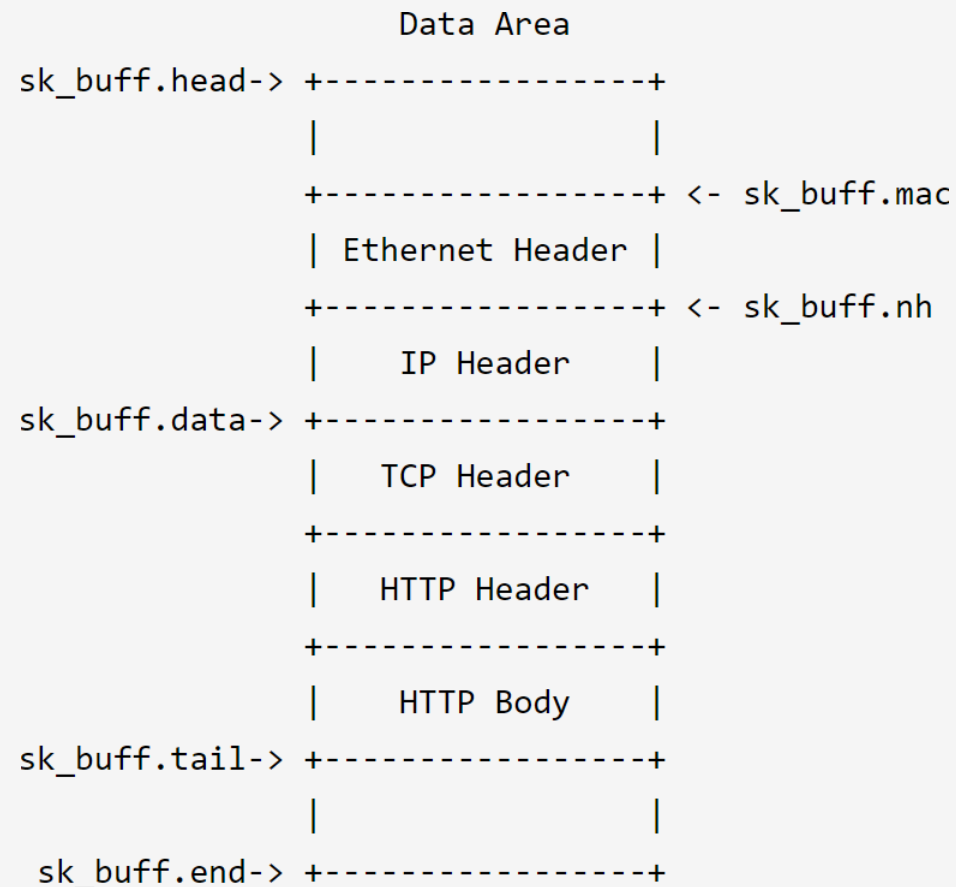 Data Area
sk_buff.head-> +-----------------+
               |                 |
               +-----------------+ <- sk_buff.mac
               | Ethernet Header |
               +-----------------+ <- sk_buff.nh
               |    IP Header    |
sk_buff.data-> +-----------------+
               |   TCP Header    |
               +-----------------+
               |   HTTP Header   |
               +-----------------+
               |    HTTP Body    |
sk_buff.tail-> +-----------------+
               |                 |
 sk_buff.end-> +-----------------+